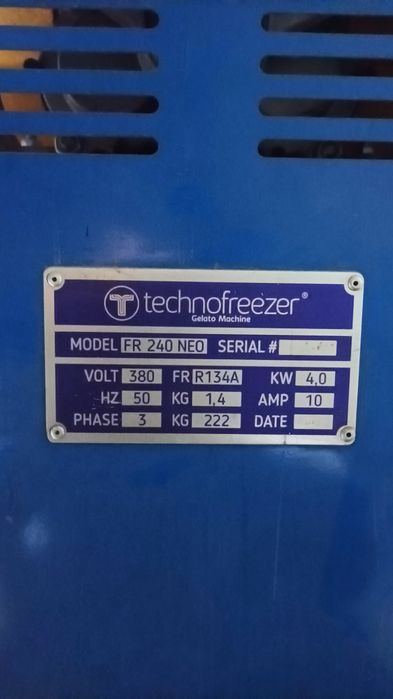 technofreezer®
Gelato Machine
MODEL FR 240 NEO SERIAL #
VOLT 380 FR R134A KW 4,0
HZ 50 KG 1,4 AMP 10
PHASE 3 KG 222 DATE